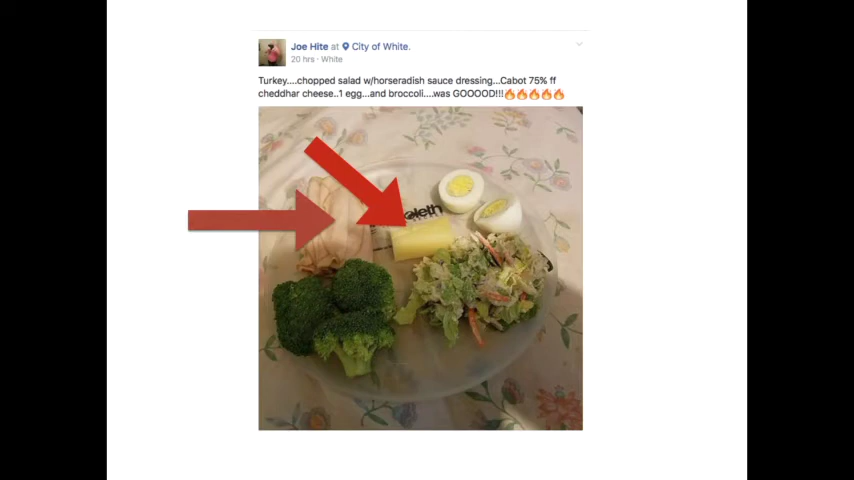 Joe Hite at City of White.
20 hrs · White
Turkey....chopped salad w/horseradish sauce dressing...Cabot 75% ff
cheddhar cheese..1 egg...and broccoli....was GOOOOD!!!🔥🔥🔥🔥🔥